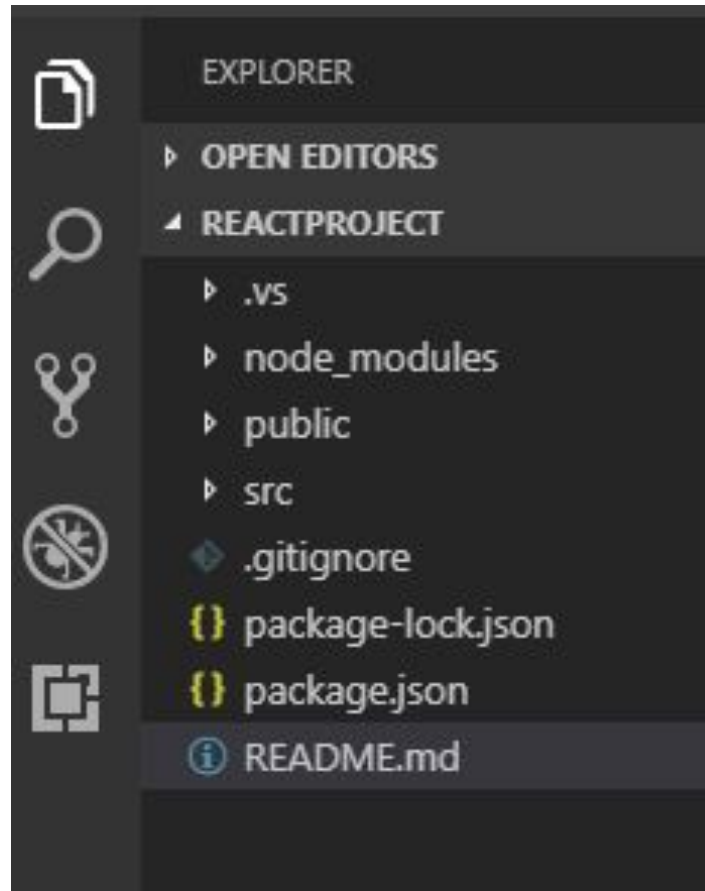 EXPLORER
OPEN EDITORS
REACTPROJECT
.vs
node_modules
public
src
.gitignore
{} package-lock.json
{} package.json
README.md